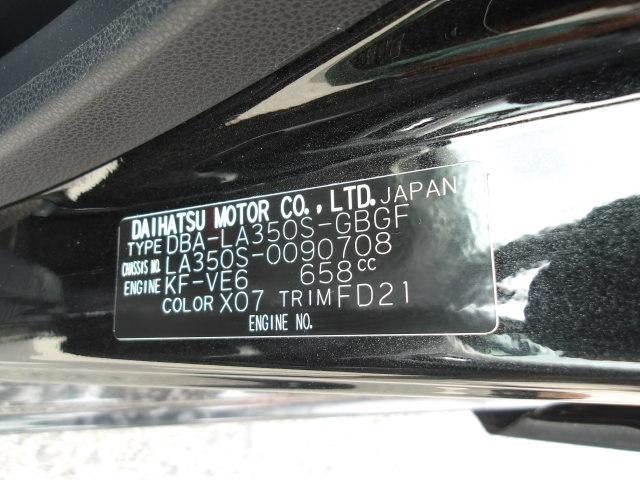 DAIHATSU MOTOR CO., LTD. JAPAN
TYPE DBA-LA350S-GBGF
CHASSIS NO. LA350S-0090708
ENGINE KF-VE6 658cc
COLOR X07 TRIM FD21
ENGINE NO.